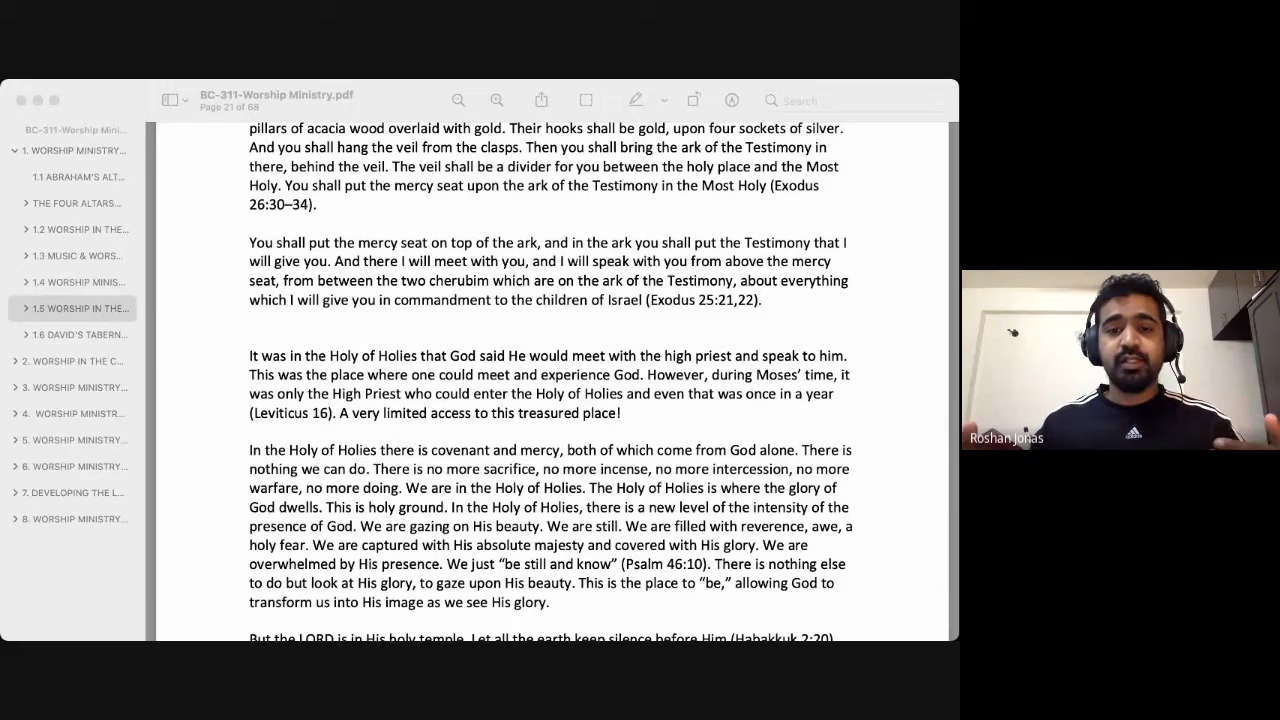 BC-311-Worship Ministry.pdf
Page 21 of 68
Search
BC-311-Worship Mini...
1. WORSHIP MINISTRY...
1.1 ABRAHAM'S ALT...
THE FOUR ALTARS...
1.2 WORSHIP IN THE...
1.3 MUSIC & WORS...
1.4 WORSHIP MINIS...
1.5 WORSHIP IN THE...
1.6 DAVID'S TABERN...
2. WORSHIP IN THE C...
3. WORSHIP MINISTRY...
4. WORSHIP MINISTR...
5. WORSHIP MINISTRY...
6. WORSHIP MINISTRY...
7. DEVELOPING THE L...
8. WORSHIP MINISTRY...
pillars of acacia wood overlaid with gold. Their hooks shall be gold, upon four sockets of silver.
And you shall hang the veil from the clasps. Then you shall bring the ark of the Testimony in
there, behind the veil. The veil shall be a divider for you between the holy place and the Most
Holy. You shall put the mercy seat upon the ark of the Testimony in the Most Holy (Exodus
26:30–34).
You shall put the mercy seat on top of the ark, and in the ark you shall put the Testimony that I
will give you. And there I will meet with you, and I will speak with you from above the mercy
seat, from between the two cherubim which are on the ark of the Testimony, about everything
which I will give you in commandment to the children of Israel (Exodus 25:21,22).
It was in the Holy of Holies that God said He would meet with the high priest and speak to him.
This was the place where one could meet and experience God. However, during Moses' time, it
was only the High Priest who could enter the Holy of Holies and even that was once in a year
(Leviticus 16). A very limited access to this treasured place!
In the Holy of Holies there is covenant and mercy, both of which come from God alone. There is
nothing we can do. There is no more sacrifice, no more incense, no more intercession, no more
warfare, no more doing. We are in the Holy of Holies. The Holy of Holies is where the glory of
God dwells. This is holy ground. In the Holy of Holies, there is a new level of the intensity of the
presence of God. We are gazing on His beauty. We are still. We are filled with reverence, awe, a
holy fear. We are captured with His absolute majesty and covered with His glory. We are
overwhelmed by His presence. We just "be still and know" (Psalm 46:10). There is nothing else
to do but look at His glory, to gaze upon His beauty. This is the place to "be," allowing God to
transform us into His image as we see His glory.
But the LORD is in His holy temple. Let all the earth keep silence before Him (Habakkuk 2:20)
adidas
Roshan Jonas